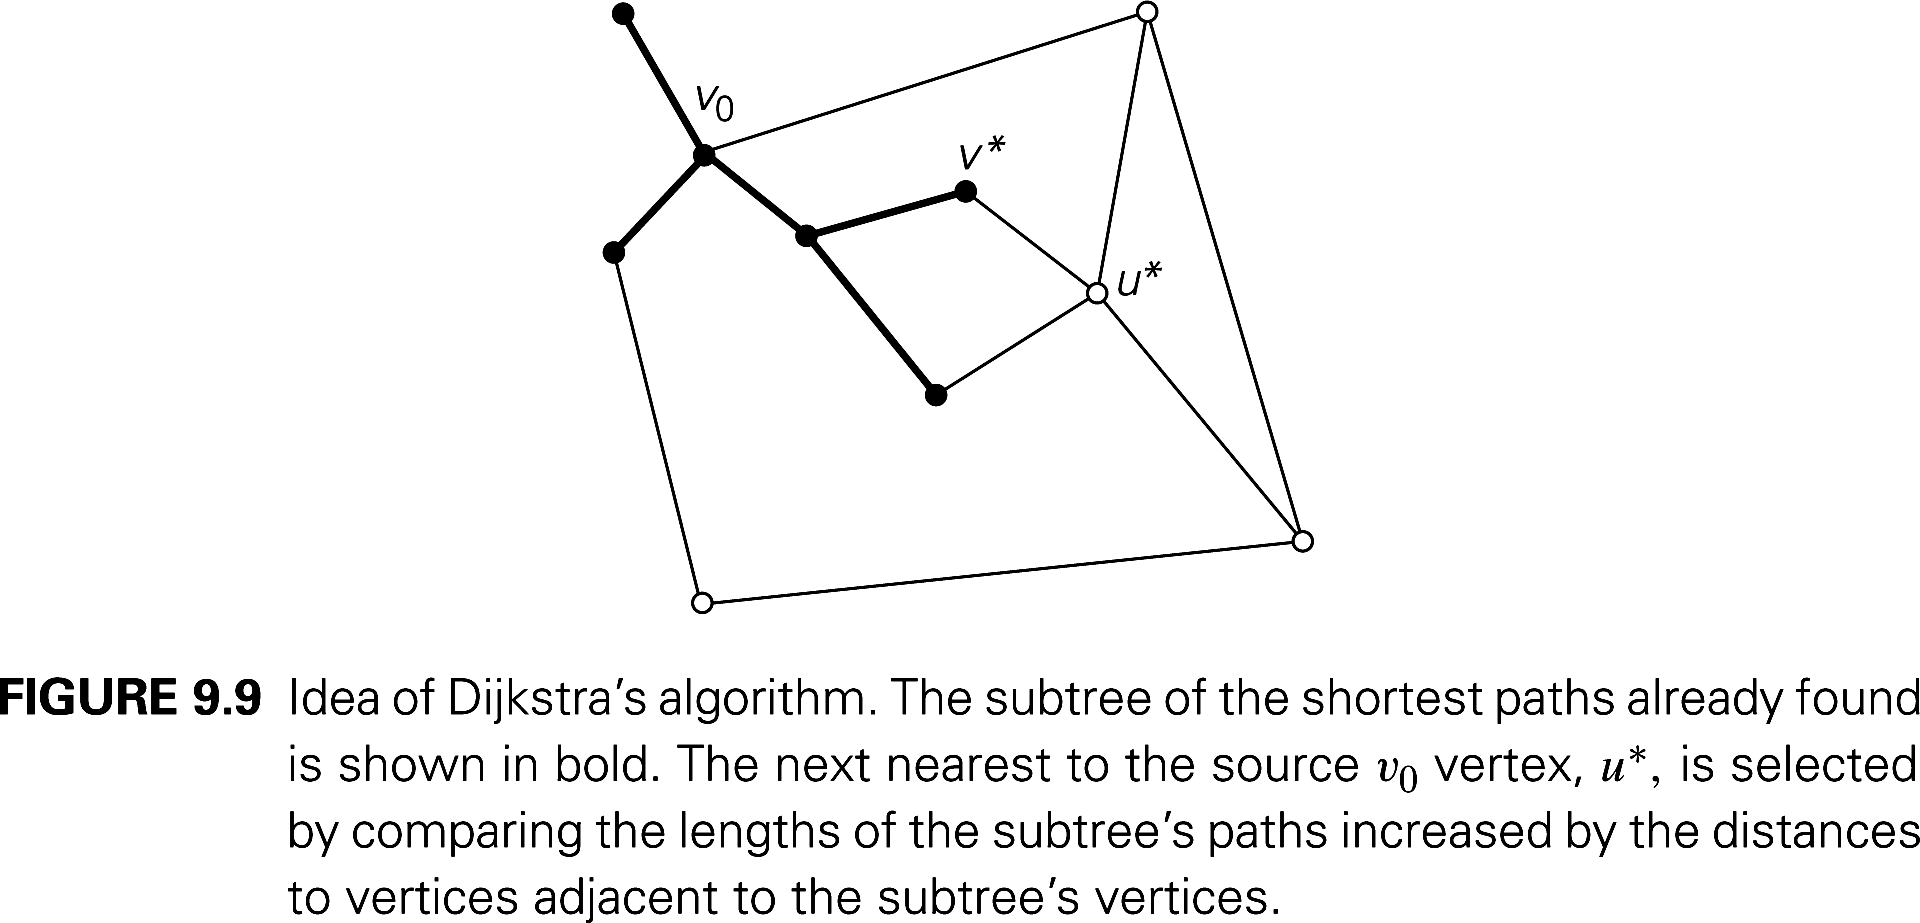 v0
v*
u*
FIGURE 9.9 Idea of Dijkstra’s algorithm. The subtree of the shortest paths already found
is shown in bold. The next nearest to the source v0 vertex, u*, is selected
by comparing the lengths of the subtree’s paths increased by the distances
to vertices adjacent to the subtree’s vertices.